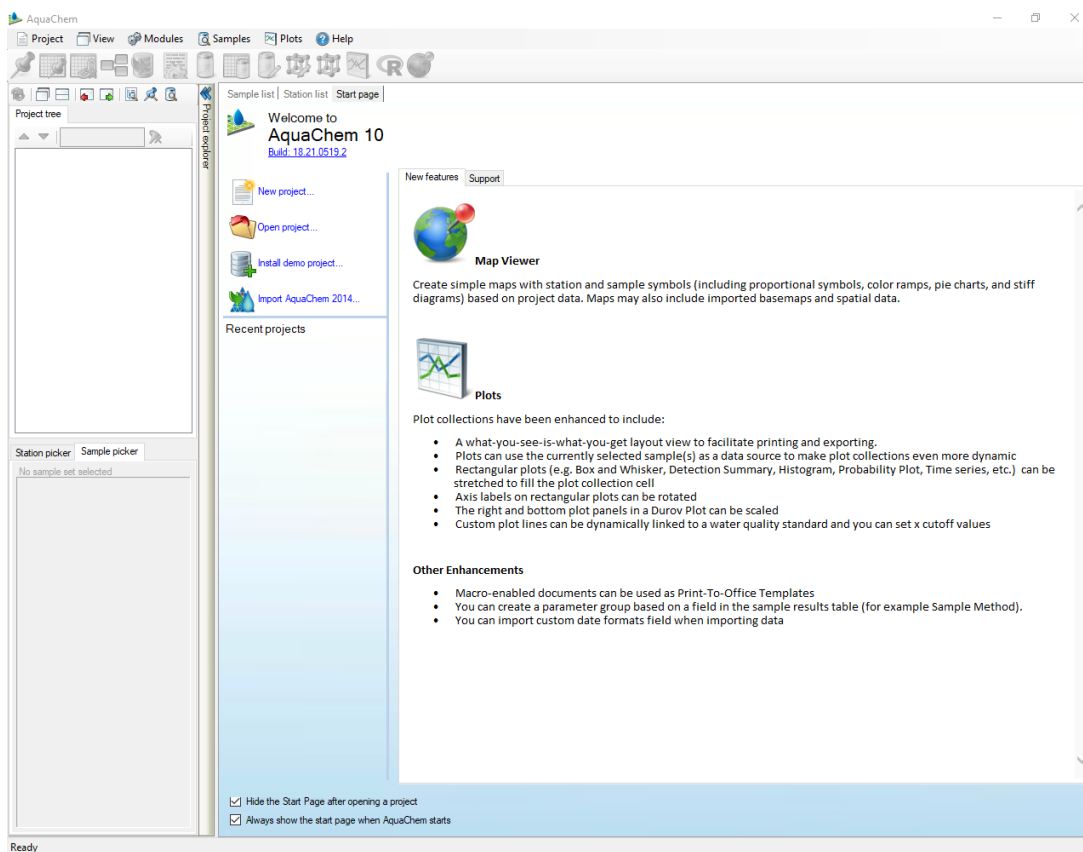 AquaChem
Project View Modules Samples Plots Help
R
Project tree
Project explorer
Sample list Station list Start page
Welcome to
AquaChem 10
Build: 18.21.0519.2
New project...
Open project...
Install demo project...
Import AquaChem 2014...
Recent projects
New features Support
Map Viewer
Create simple maps with station and sample symbols (including proportional symbols, color ramps, pie charts, and stiff
diagrams) based on project data. Maps may also include imported basemaps and spatial data.
Plots
Plot collections have been enhanced to include:
• A what-you-see-is-what-you-get layout view to facilitate printing and exporting.
• Plots can use the currently selected sample(s) as a data source to make plot collections even more dynamic
• Rectangular plots (e.g. Box and Whisker, Detection Summary, Histogram, Probability Plot, Time series, etc.) can be
stretched to fill the plot collection cell
• Axis labels on rectangular plots can be rotated
• The right and bottom plot panels in a Durov Plot can be scaled
• Custom plot lines can be dynamically linked to a water quality standard and you can set x cutoff values
Other Enhancements
• Macro-enabled documents can be used as Print-To-Office Templates
• You can create a parameter group based on a field in the sample results table (for example Sample Method).
• You can import custom date formats field when importing data
Station picker Sample picker
No sample set selected
Hide the Start Page after opening a project
Always show the start page when AquaChem starts
Ready